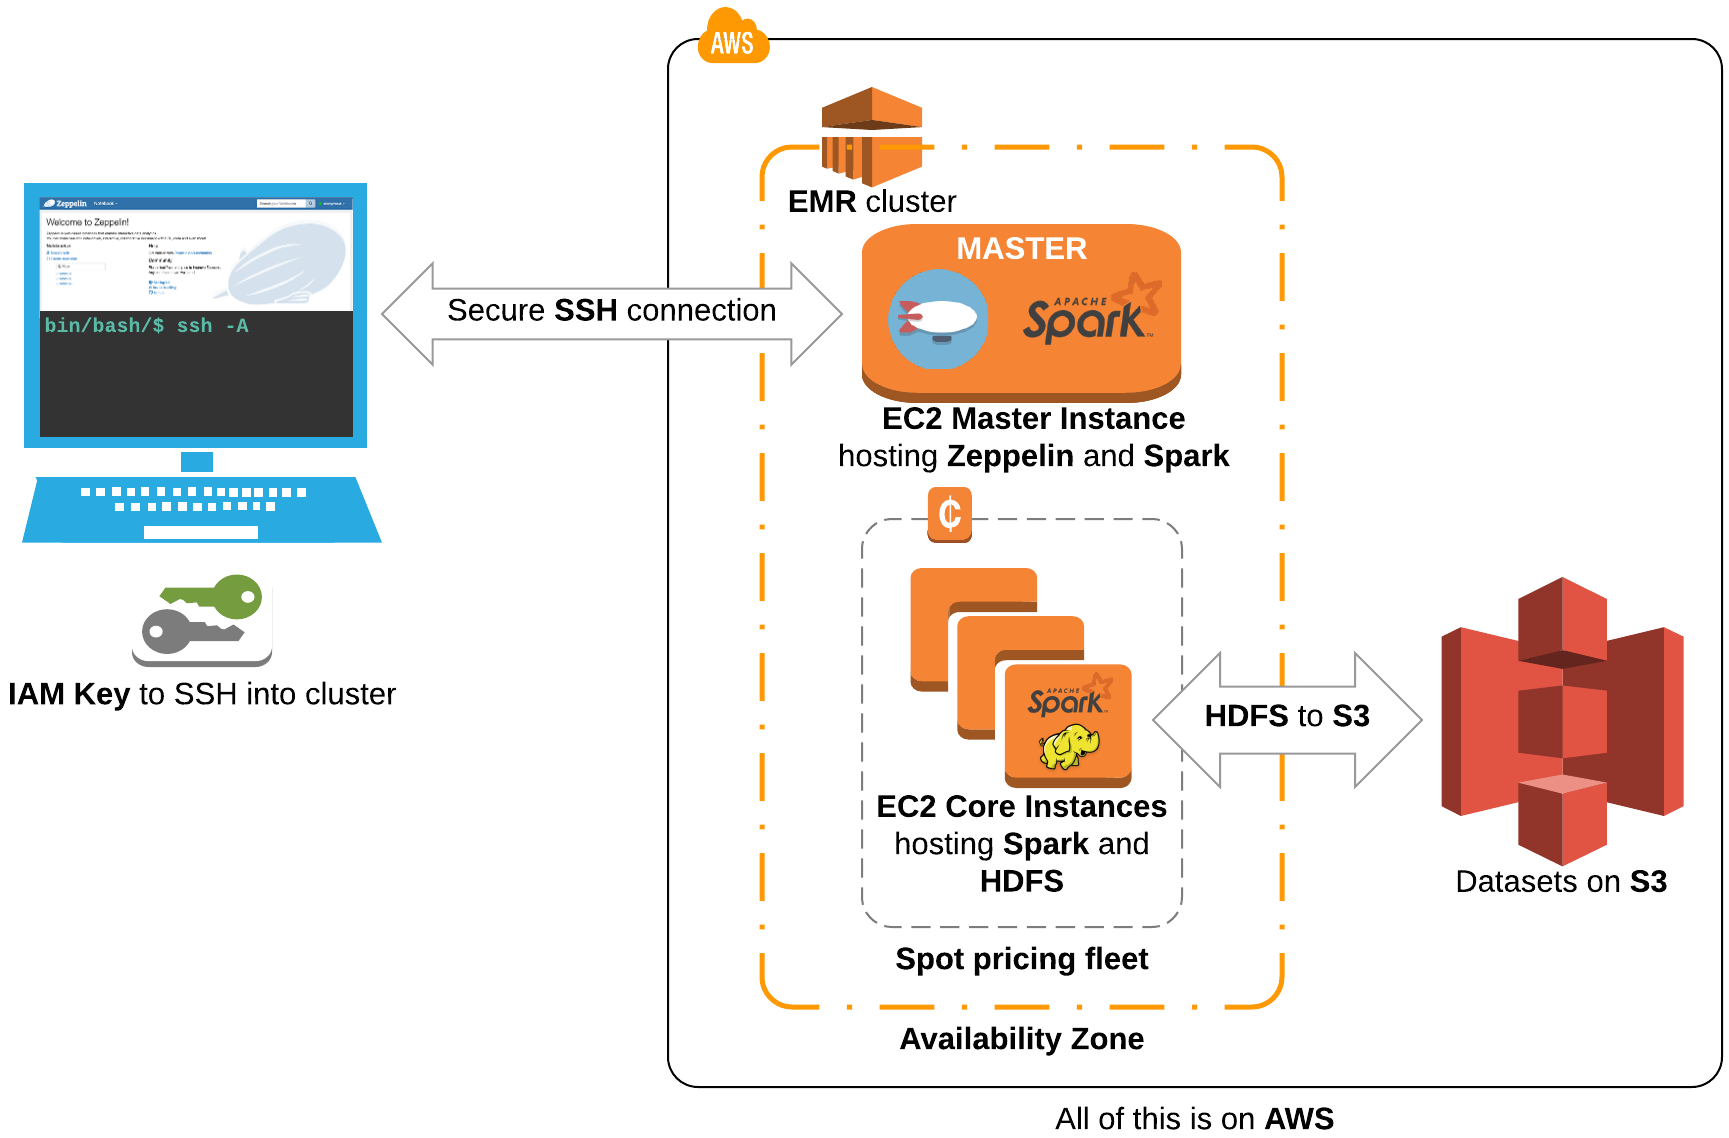 AWS
EMR cluster
MASTER
Zeppelin Notebook
Welcome to Zeppelin!
Secure SSH connection
APACHE
Spark
TM
bin/bash/$ ssh -A
EC2 Master Instance
hosting Zeppelin and Spark
¢
IAM Key to SSH into cluster
APACHE
Spark
HDFS to S3
EC2 Core Instances
hosting Spark and
HDFS
Datasets on S3
Spot pricing fleet
Availability Zone
All of this is on AWS